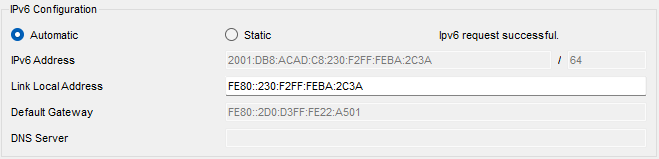 IPv6 Configuration
Automatic Static Ipv6 request successful.
IPv6 Address 2001:DB8:ACAD:C8:230:F2FF:FEBA:2C3A / 64
Link Local Address FE80::230:F2FF:FEBA:2C3A
Default Gateway FE80::2D0:D3FF:FE22:A501
DNS Server